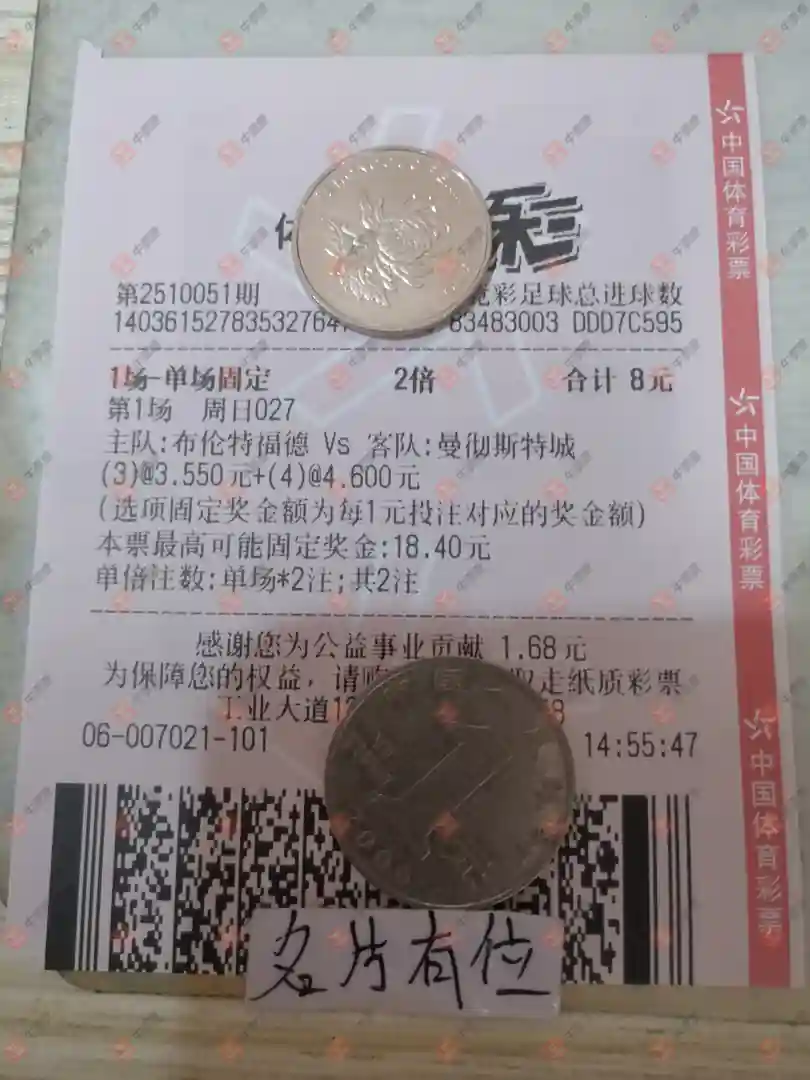 彩
第2510051期 竞彩足球总进球数
14036152783532764 83483003 DDD7C595
1场-单场固定 2倍 合计 8元
第1场 周日027
主队:布伦特福德 Vs 客队:曼彻斯特城
(3)@3.550元+(4)@4.600元
(选项固定奖金额为每1元投注对应的奖金额)
本票最高可能固定奖金:18.40元
单倍注数:单场*2注;共2注
感谢您为公益事业贡献 1.68元
为保障您的权益,请购 取走纸质彩票
工业大道
06-007021-101 14:55:47
名片有位
中国体育彩票
中国体育彩票
中国体育彩票